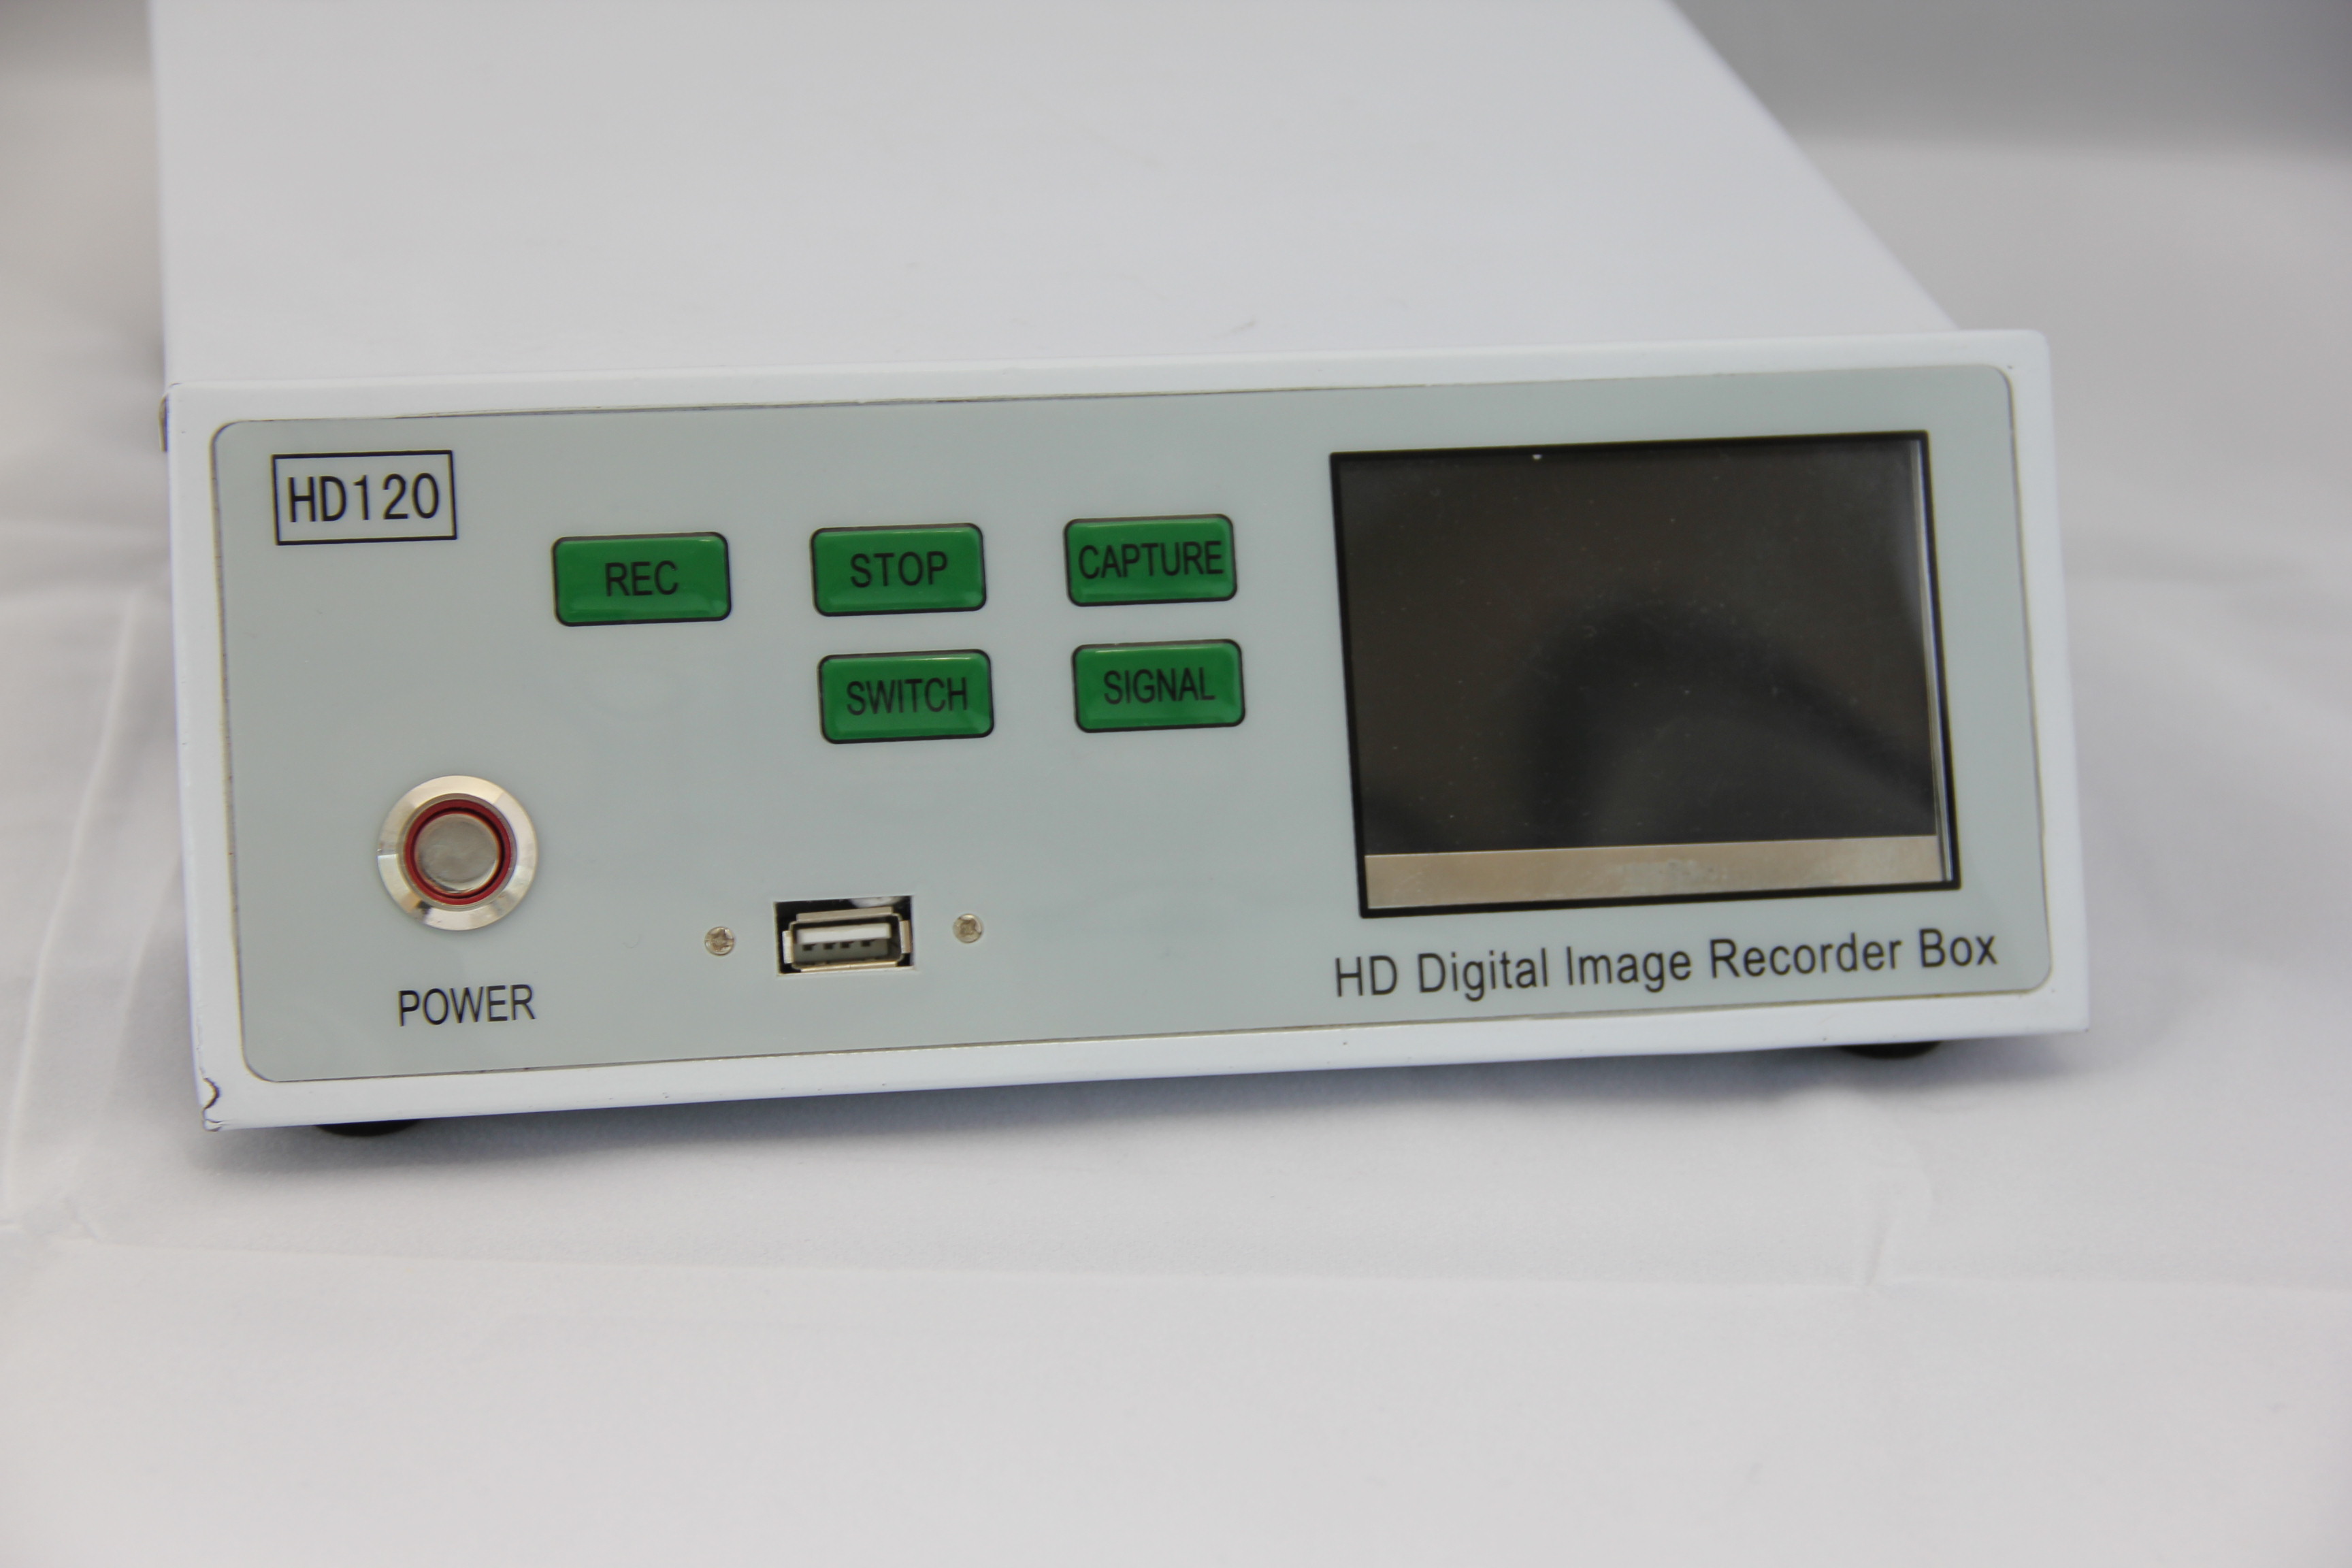 HD120
REC
STOP
CAPTURE
SWITCH
SIGNAL
POWER
HD Digital Image Recorder Box